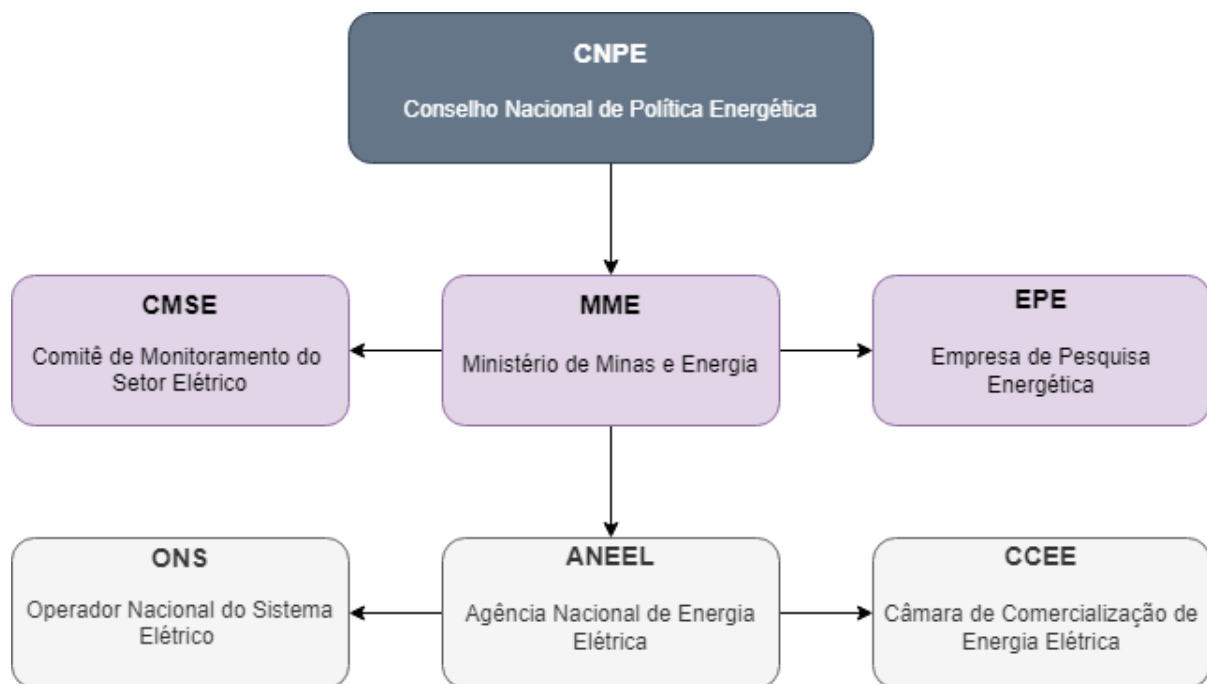 CNPE
Conselho Nacional de Política Energética
CMSE
Comitê de Monitoramento do
Setor Elétrico
MME
Ministério de Minas e Energia
EPE
Empresa de Pesquisa
Energética
ONS
Operador Nacional do Sistema
Elétrico
ANEEL
Agência Nacional de Energia
Elétrica
CCEE
Câmara de Comercialização de
Energia Elétrica